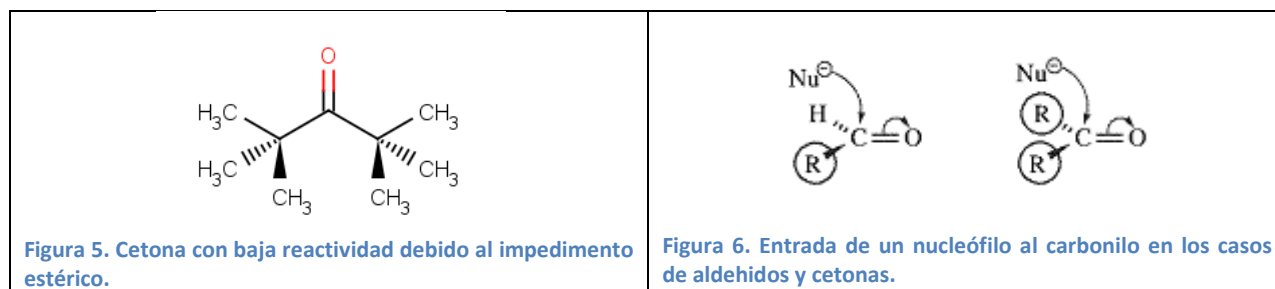 O
H₃C
CH₃
H₃C
CH₃
CH₃
CH₃
Figura 5. Cetona con baja reactividad debido al impedimento
estérico.
Nu⊖
H
C=O
R
Nu⊖
R
C=O
R
Figura 6. Entrada de un nucleófilo al carbonilo en los casos
de aldehidos y cetonas.